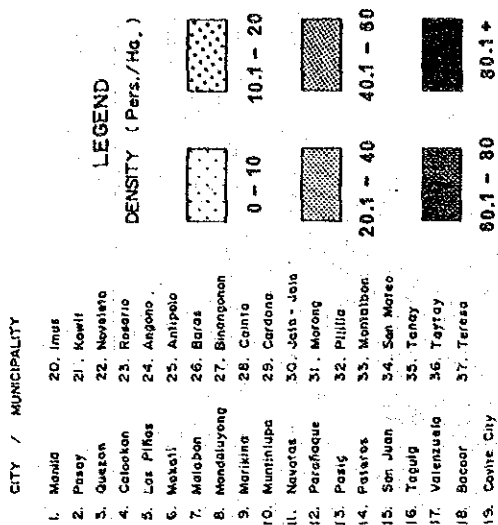 CITY / MUNICIPALITY
1. Manila
2. Pasay
3. Quezon
4. Calookan
5. Las Piñas
6. Makati
7. Malabon
8. Mandaluyong
9. Marikina
10. Muntinlupa
11. Navotas
12. Parañaque
13. Pasig
14. Pateros
15. San Juan
16. Taguig
17. Valenzuela
18. Bacoor
19. Cavite City
20. Imus
21. Kawit
22. Noveleta
23. Rosario
24. Angono
25. Antipolo
26. Baras
27. Binangonan
28. Cainta
29. Cardona
30. Jala - Jala
31. Morong
32. Pililla
33. Montalban
34. San Mateo
35. Tanay
36. Taytay
37. Teresa
LEGEND
DENSITY ( Pers./Ha. )
0 - 10
10.1 - 20
20.1 - 40
40.1 - 60
60.1 - 80
80.1 +